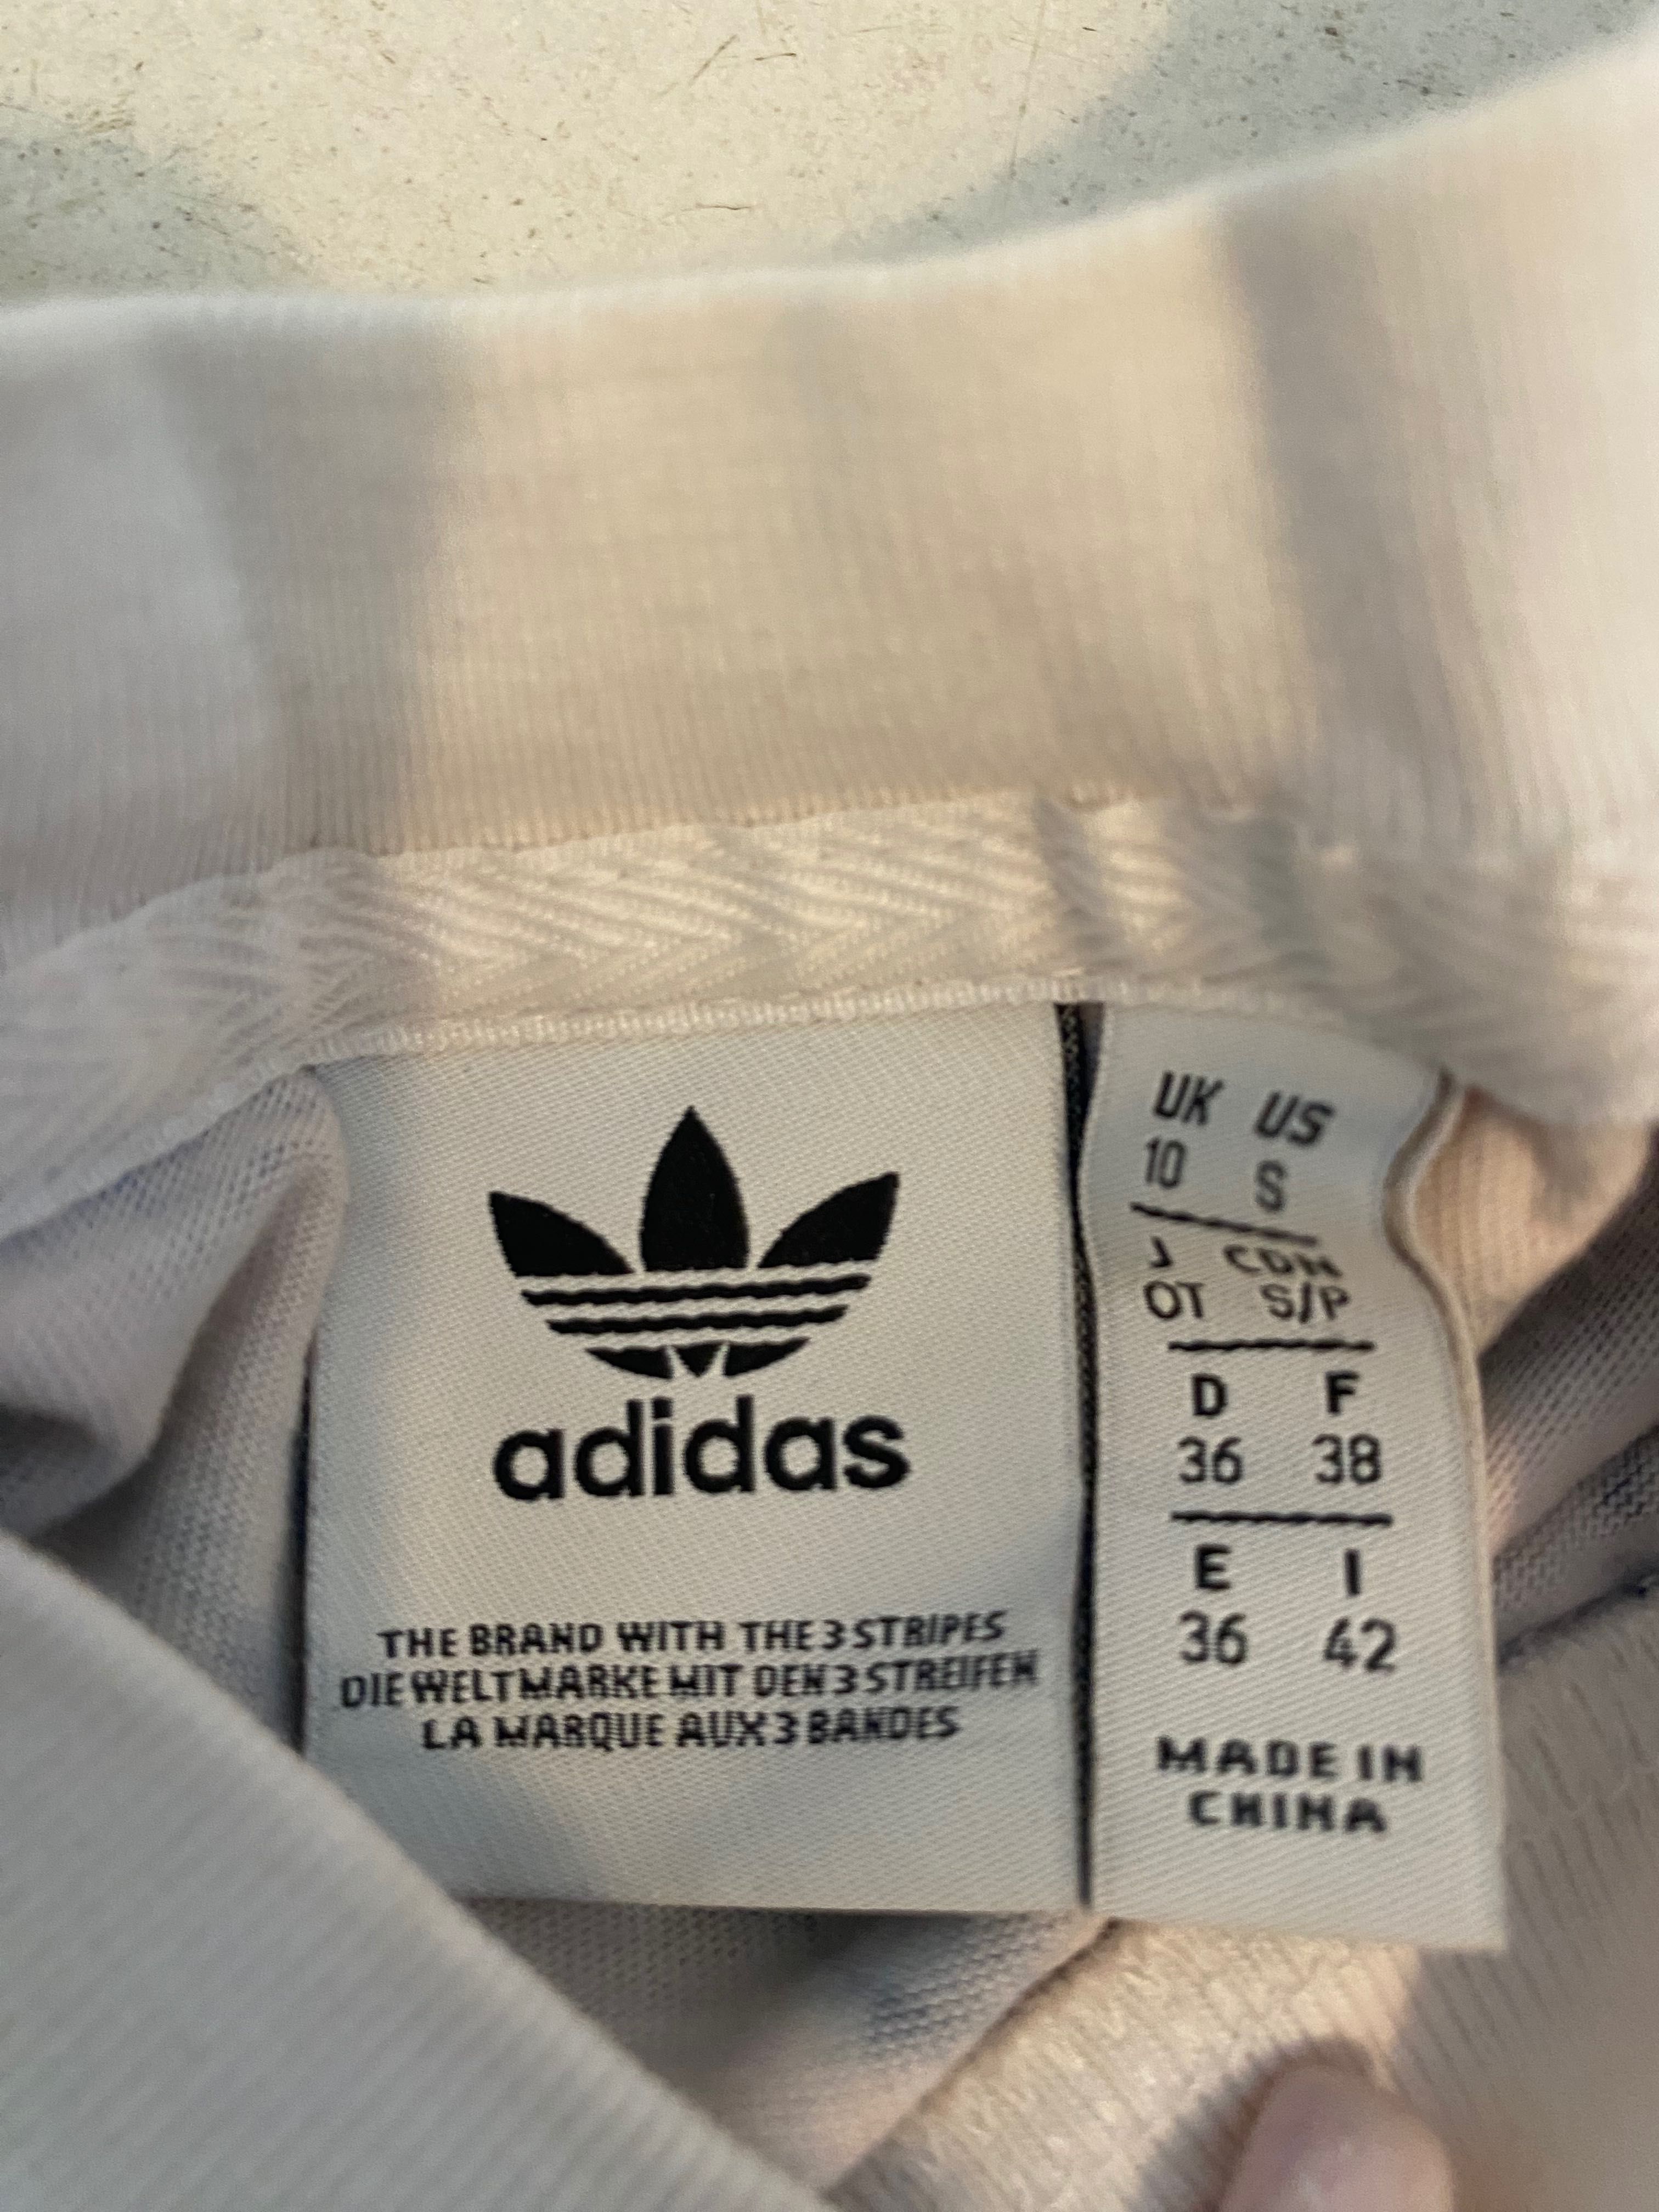 adidas
THE BRAND WITH THE 3 STRIPES
DIE WELTMARKE MIT DEN 3 STREIFEN
LA MARQUE AUX 3 BANDES
UK US
10 S
J CDN
OT S/P
D F
36 38
E I
36 42
MADE IN
CHINA